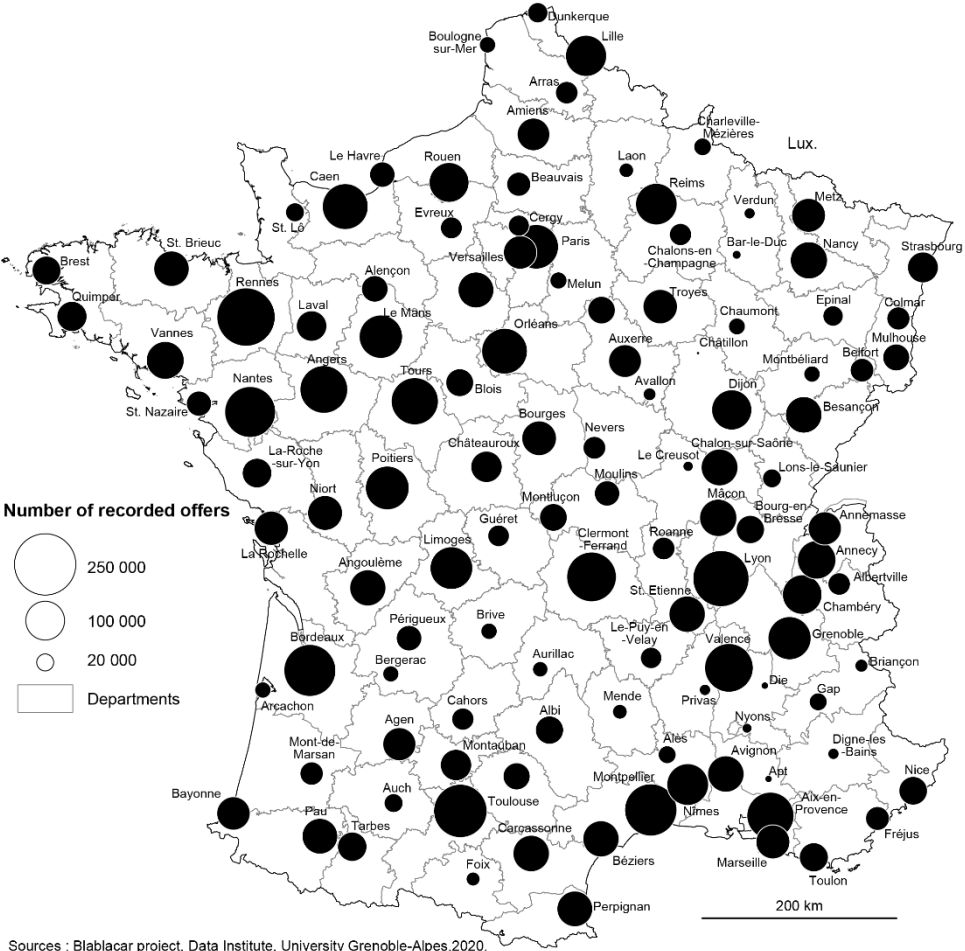 Dunkerque
Boulogne
sur-Mer
Lille
Arras
Amiens
Charleville-
Mézières
Lux.
Le Havre
Rouen
Laon
Caen
Beauvais
Reims
Verdun
Metz
St. Lô
Evreux
Cergy
Paris
Chalons-en
Champagne
Bar-le-Duc
Nancy
Strasbourg
Brest
St. Brieuc
Versailles
Alençon
Melun
Quimper
Rennes
Laval
Le Mans
Troyes
Chaumont
Epinal
Colmar
Vannes
Orléans
Auxerre
Châtillon
Mulhouse
Montbéliard
Belfort
Angers
Tours
Nantes
Blois
Avallon
Dijon
St. Nazaire
Besançon
Bourges
Nevers
Châteauroux
Chalon-sur-Saône
La-Roche
-sur-Yon
Poitiers
Le Creusot
Lons-le-Saunier
Moulins
Niort
Montluçon
Mâcon
Bourg-en-
Bresse
Annemasse
Number of recorded offers
Guéret
La Rochelle
Limoges
Clermont
-Ferrand
Roanne
Lyon
Annecy
250 000
Angoulême
Albertville
St. Etienne
Chambéry
100 000
Périgueux
Brive
Le-Puy-en
-Velay
Valence
Grenoble
Bordeaux
20 000
Bergerac
Aurillac
Briançon
Departments
Arcachon
Privas
Die
Mende
Gap
Cahors
Albi
Agen
Nyons
Mont-de-
Marsan
Montauban
Alès
Avignon
Digne-les
-Bains
Montpellier
Apt
Nice
Bayonne
Auch
Toulouse
Nîmes
Aix-en-
Provence
Pau
Tarbes
Carcassonne
Fréjus
Béziers
Marseille
Foix
Toulon
Perpignan
200 km
Sources : Blablacar project, Data Institute, University Grenoble-Alpes,2020.